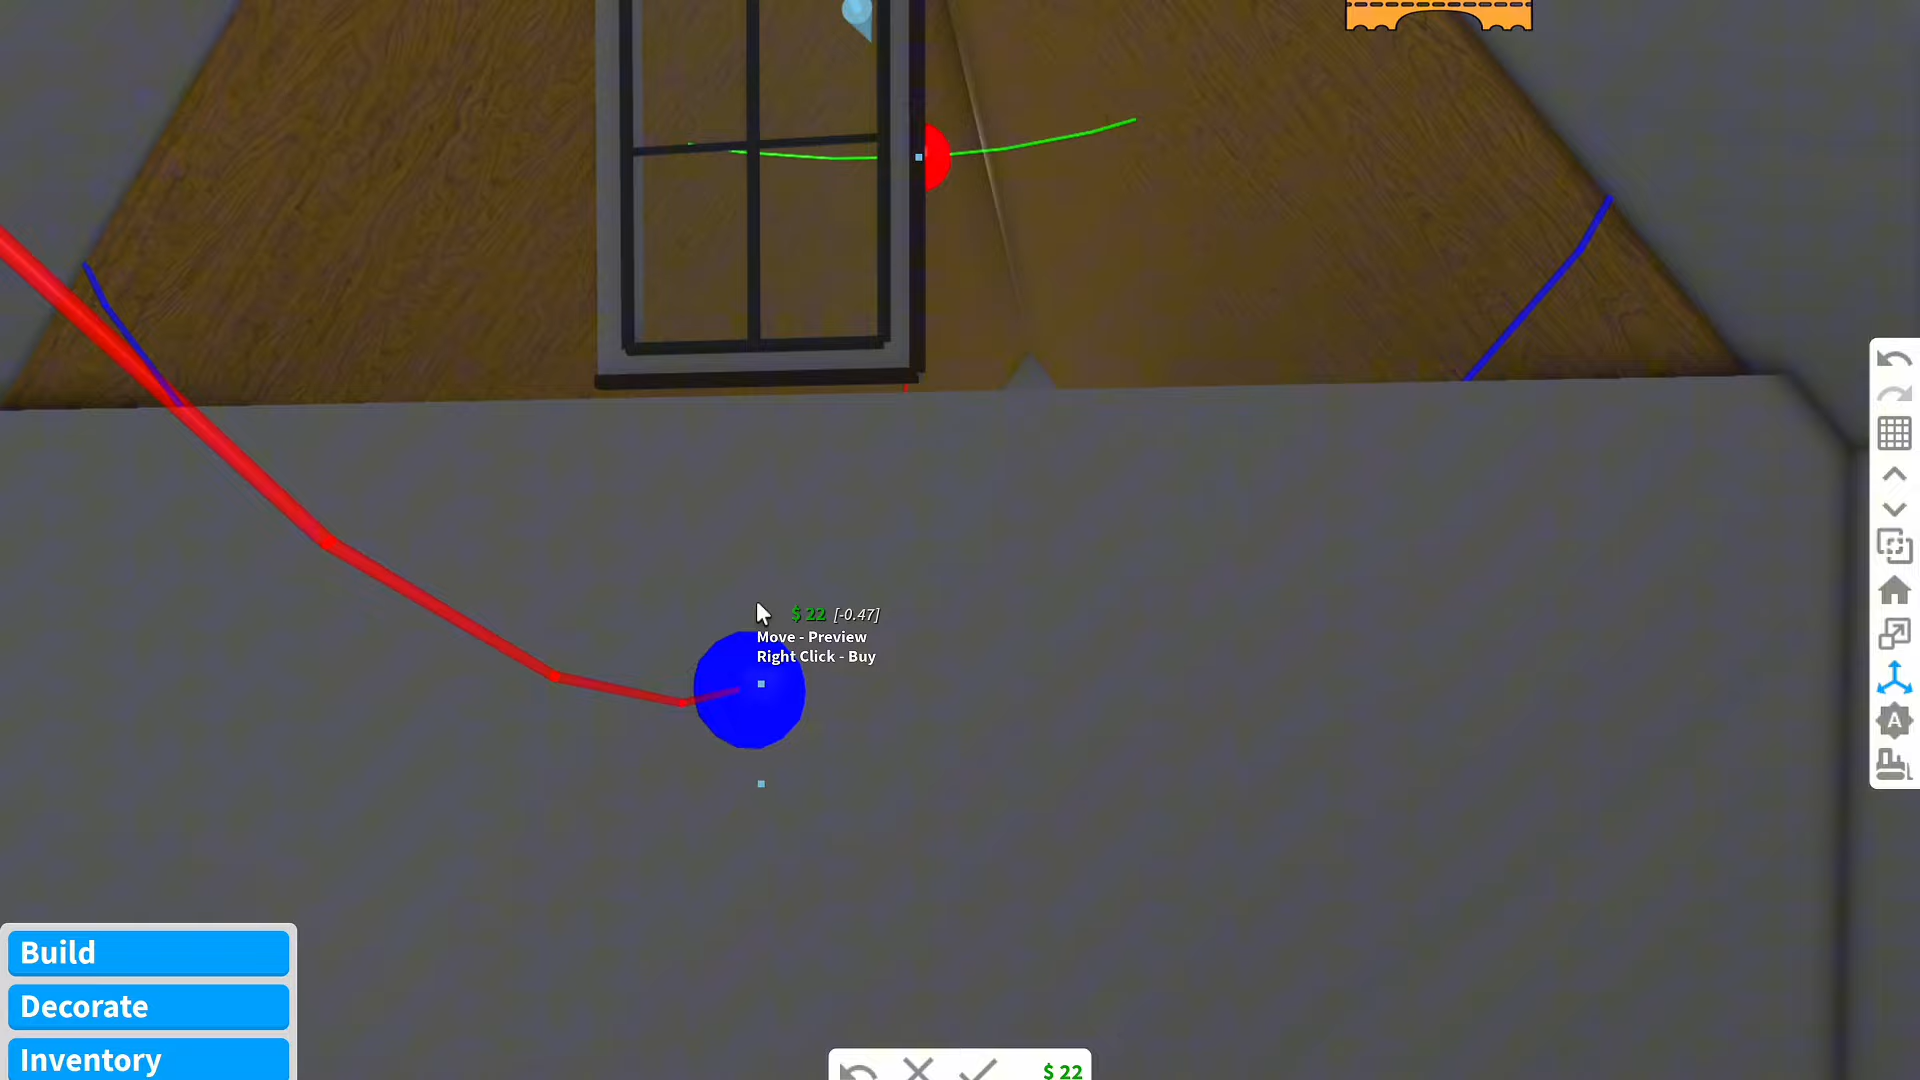 $ 22 [-0.47]
Move - Preview
Right Click - Buy
A
Build
Decorate
Inventory
$ 22